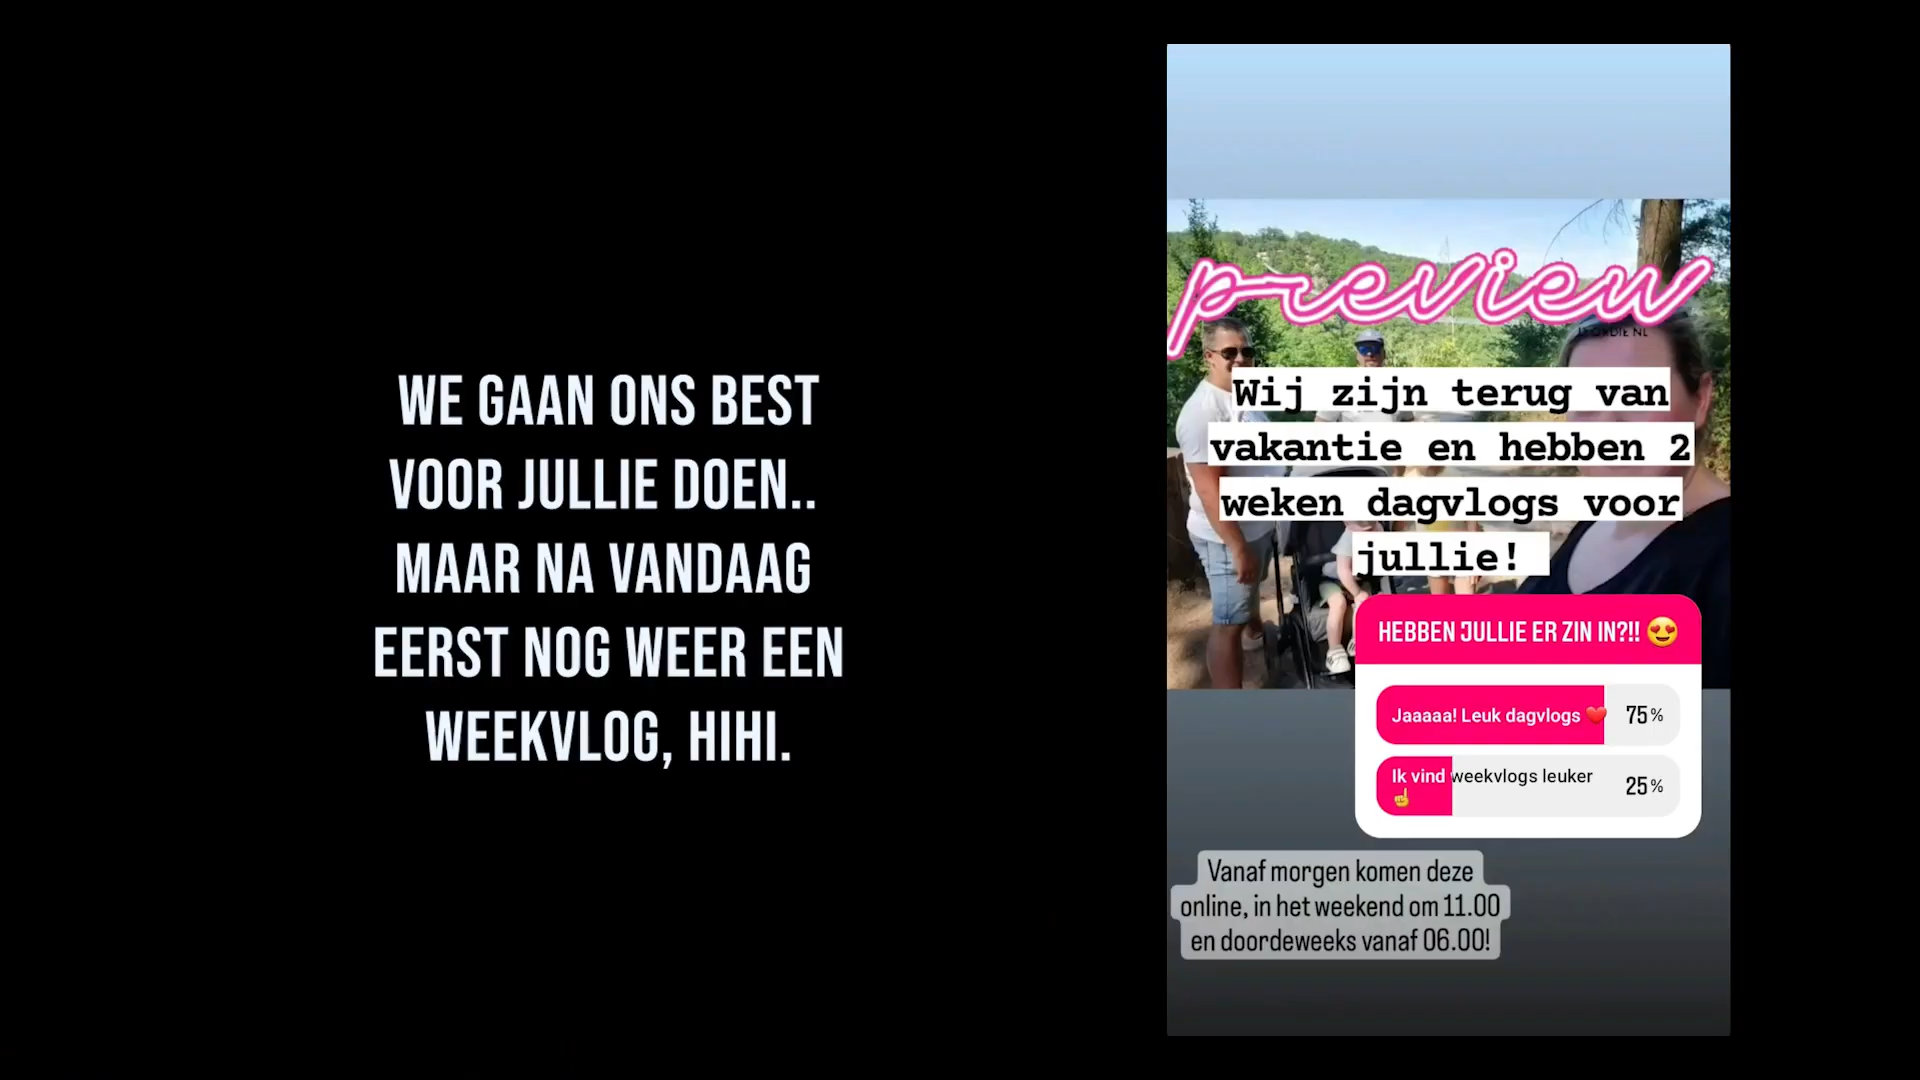 WE GAAN ONS BEST
VOOR JULLIE DOEN..
MAAR NA VANDAAG
EERST NOG WEER EEN
WEEKVLOG, HIHI.
preview
Wij zijn terug van
vakantie en hebben 2
weken dagvlogs voor
jullie!
HEBBEN JULLIE ER ZIN IN?!! 😍
Jaaaaa! Leuk dagvlogs ❤️ 75%
Ik vind weekvlogs leuker 25%
☝️
Vanaf morgen komen deze
online, in het weekend om 11.00
en doordeweeks vanaf 06.00!